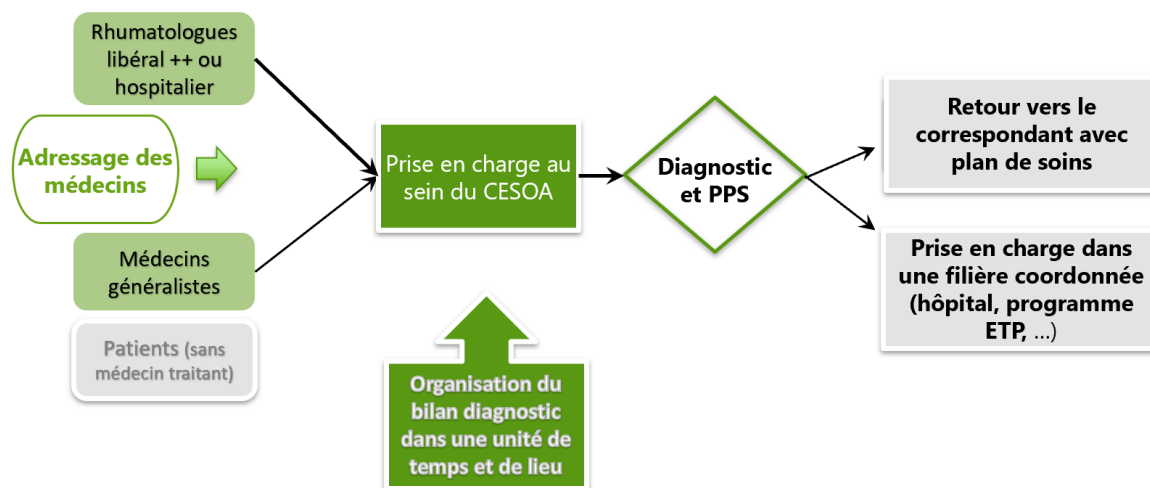 Rhumatologues
libéral ++ ou
hospitalier
Adressage des
médecins
Médecins
généralistes
Patients (sans
médecin traitant)
Prise en charge au
sein du CESOA
Organisation du
bilan diagnostic
dans une unité de
temps et de lieu
Diagnostic
et PPS
Retour vers le
correspondant avec
plan de soins
Prise en charge dans
une filière coordonnée
(hôpital, programme
ETP, ...)